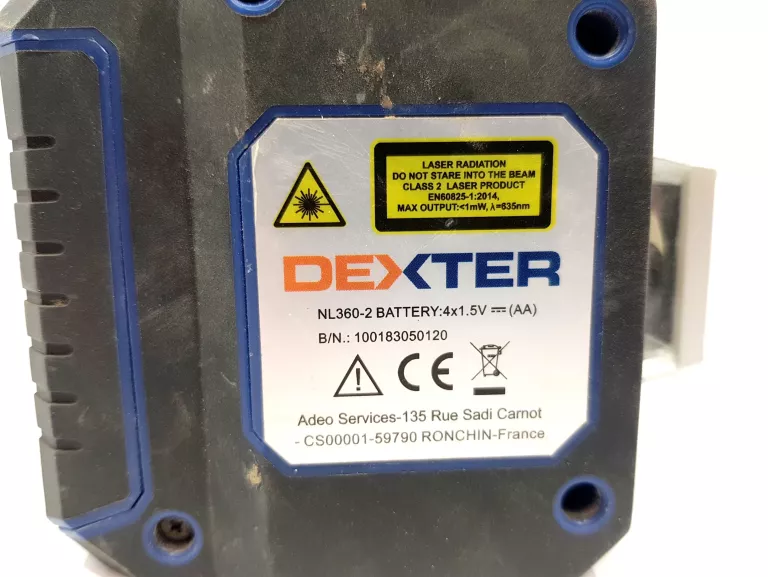 LASER RADIATION
DO NOT STARE INTO THE BEAM
CLASS 2 LASER PRODUCT
EN60825-1:2014,
MAX OUTPUT:<1mW, λ=635nm
DEXTER
NL360-2 BATTERY:4x1.5V ⎓ (AA)
B/N.: 100183050120
CE
Adeo Services-135 Rue Sadi Carnot
- CS00001-59790 RONCHIN-France